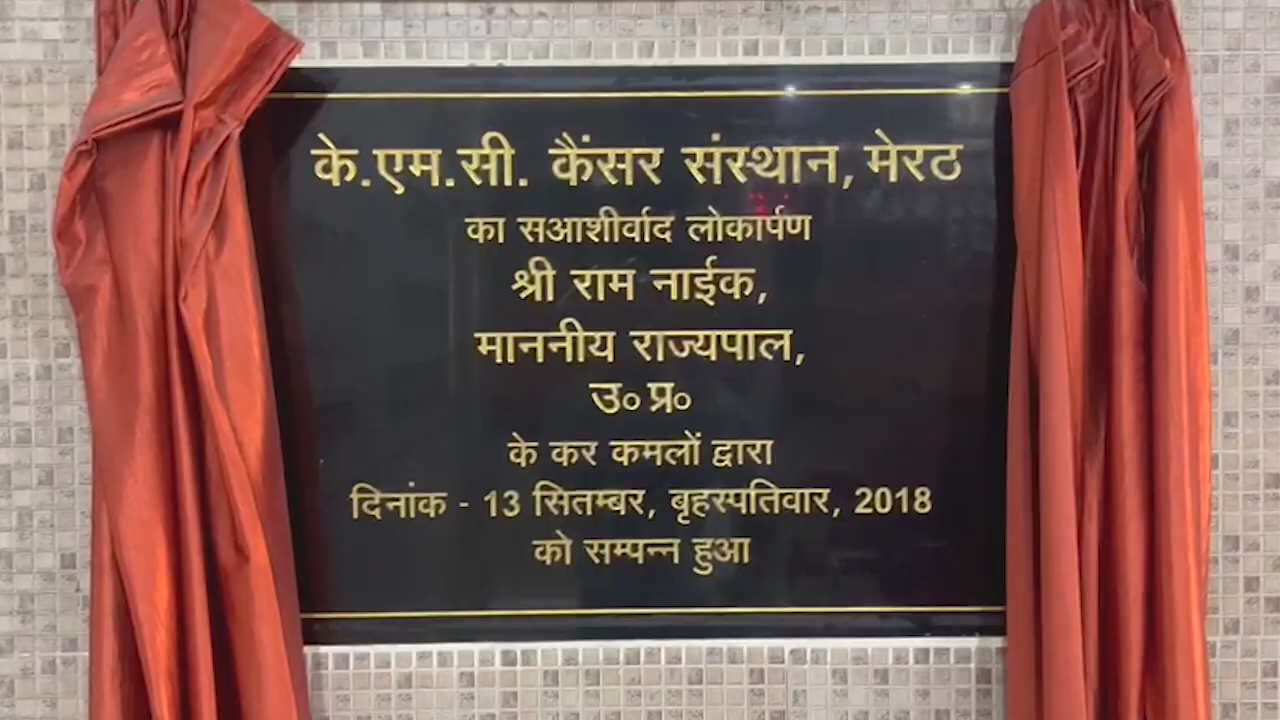 के.एम.सी. कैंसर संस्थान, मेरठ
का सआशीर्वाद लोकार्पण
श्री राम नाईक,
माननीय राज्यपाल,
उ० प्र०
के कर कमलों द्वारा
दिनांक - 13 सितम्बर, बृहस्पतिवार, 2018
को सम्पन्न हुआ